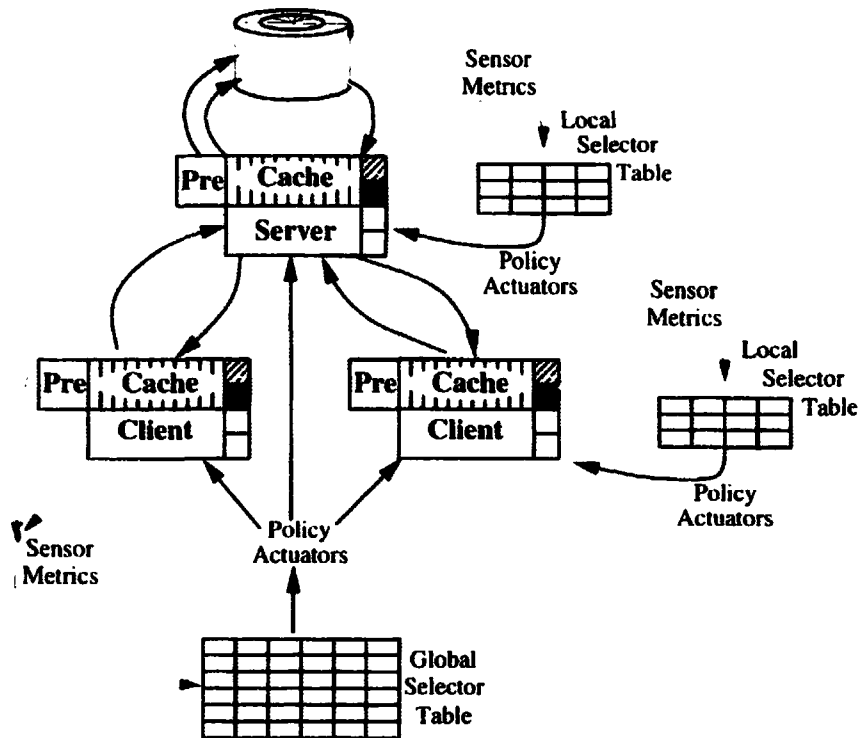 Sensor
Metrics
Local
Selector
Table
Pre
Cache
Server
Policy
Actuators
Sensor
Metrics
Local
Selector
Table
Pre
Cache
Client
Pre
Cache
Client
Policy
Actuators
Policy
Actuators
Sensor
Metrics
Global
Selector
Table